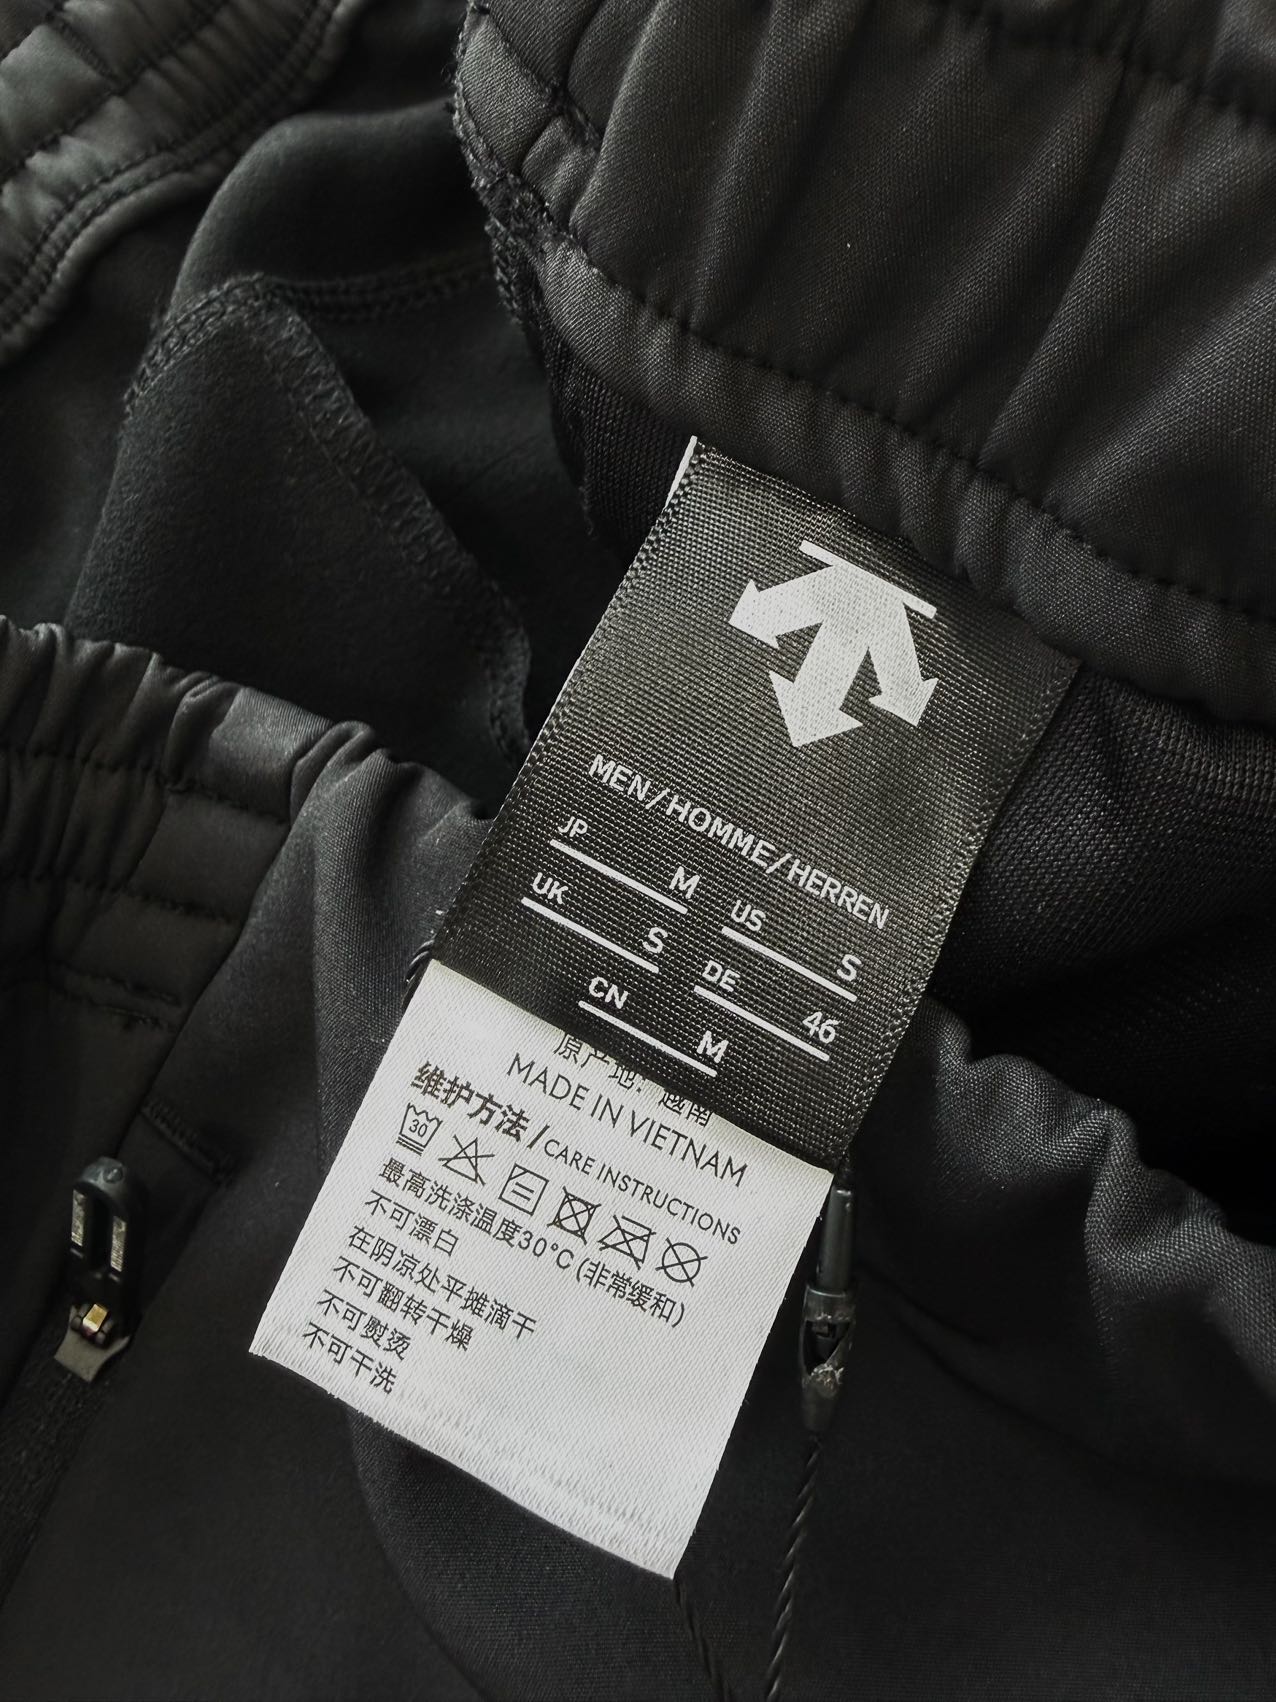 MEN/HOMME/HERREN
JP M
US S
UK S
DE 46
CN M
原产地：越南
MADE IN VIETNAM
维护方法/CARE INSTRUCTIONS
30
最高洗涤温度30°C(非常缓和)
不可漂白
在阴凉处平摊滴干
不可翻转干燥
不可熨烫
不可干洗